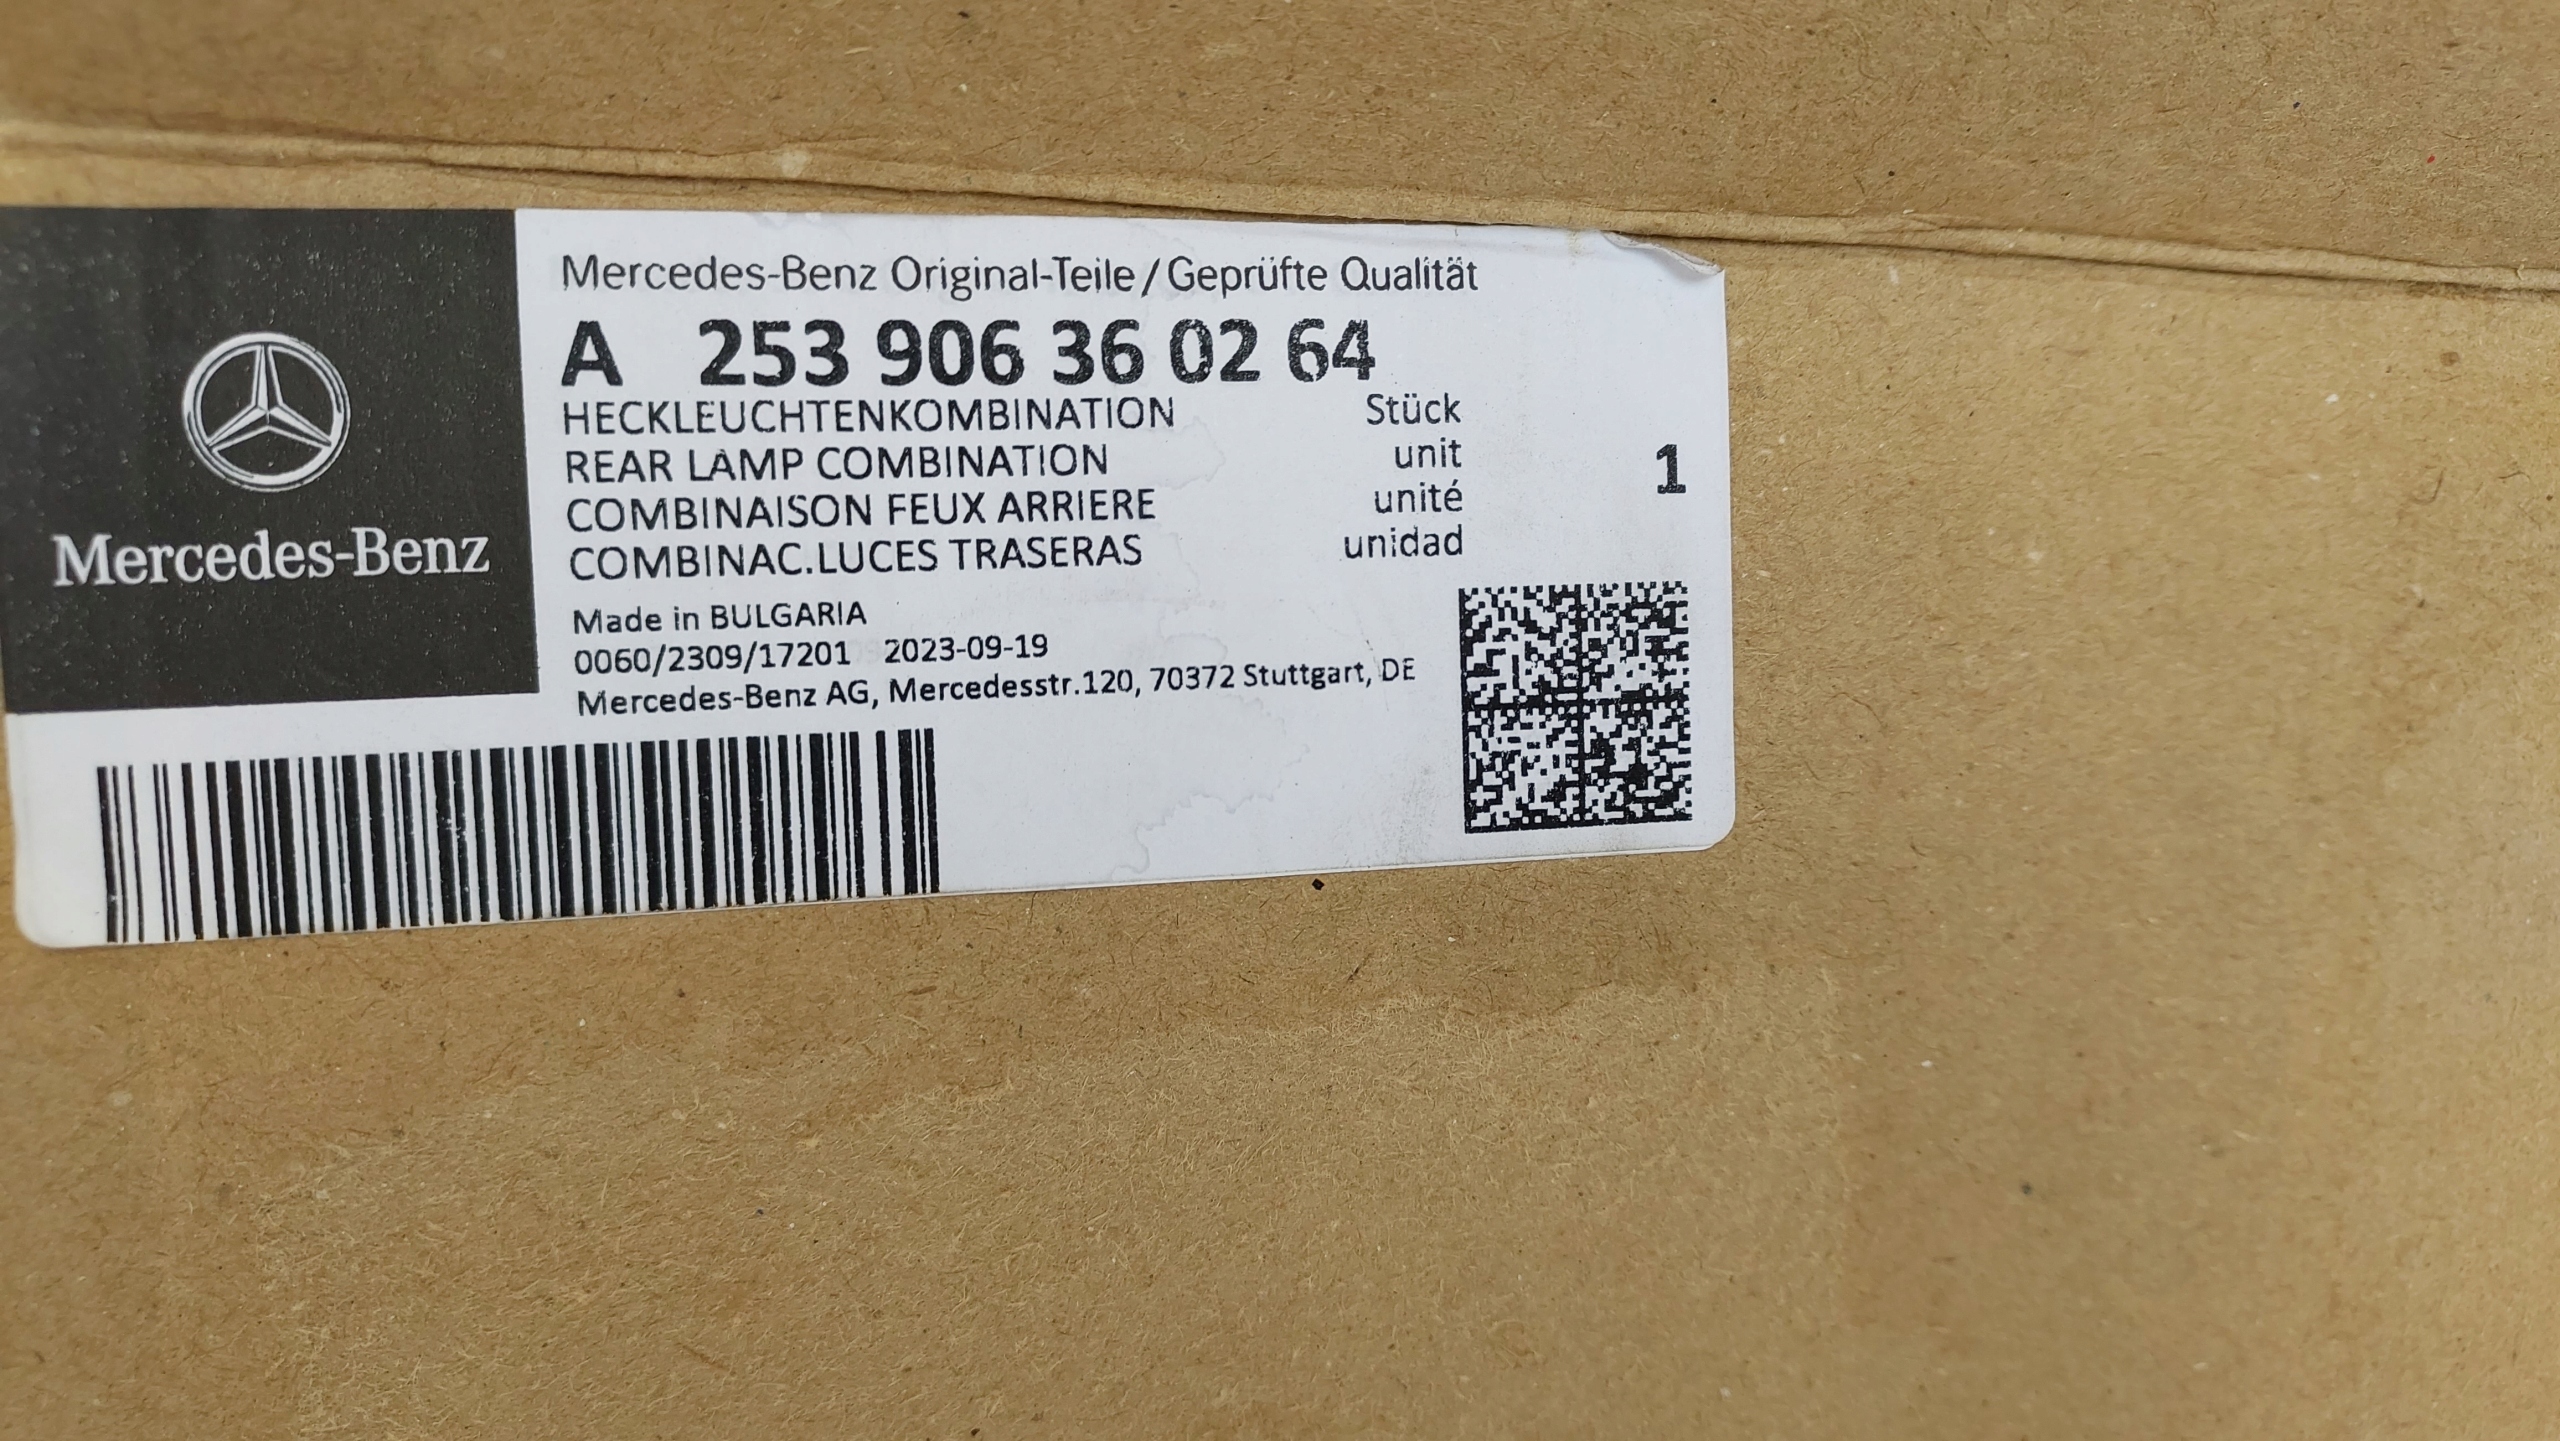 Mercedes-Benz
Mercedes-Benz Original-Teile / Geprüfte Qualität
A 253 906 36 02 64
HECKLEUCHTENKOMBINATION Stück
REAR LAMP COMBINATION unit
COMBINAISON FEUX ARRIERE unité
COMBINAC.LUCES TRASERAS unidad
1
Made in BULGARIA
0060/2309/17201 2023-09-19
Mercedes-Benz AG, Mercedesstr.120, 70372 Stuttgart, DE